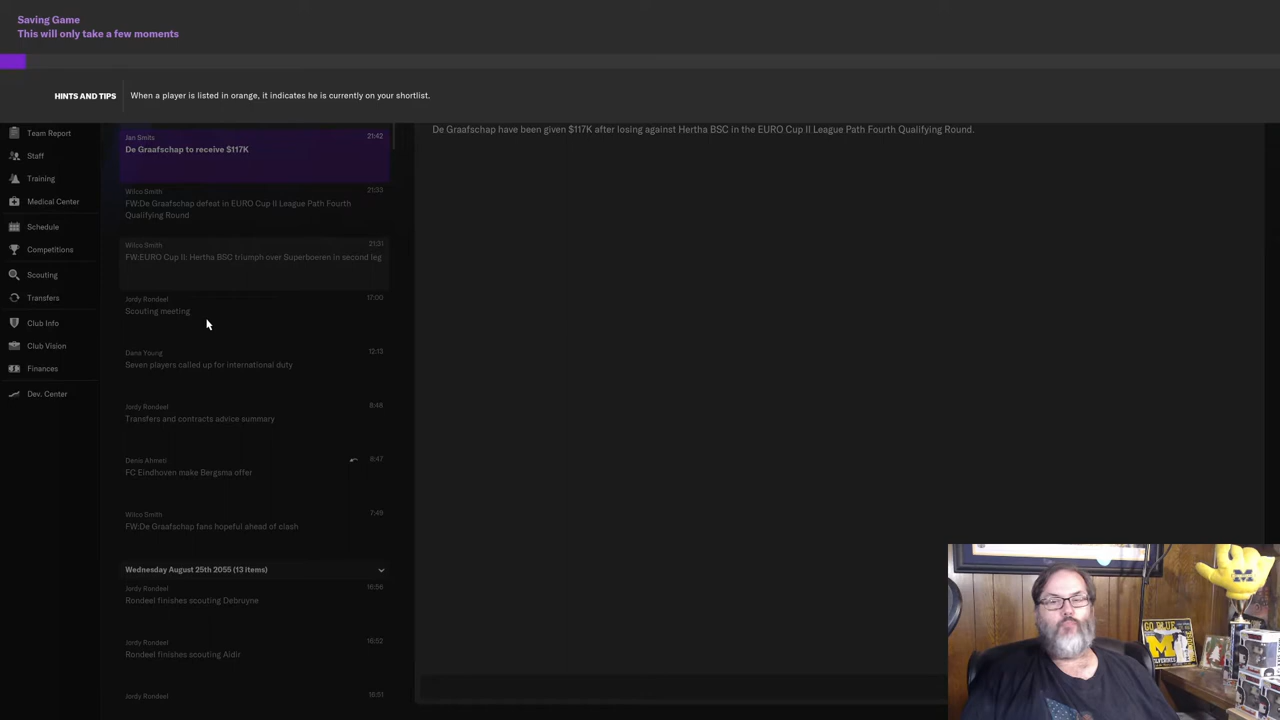 Saving Game
This will only take a few moments
HINTS AND TIPS
When a player is listed in orange, it indicates he is currently on your shortlist.
Team Report
Staff
Training
Medical Center
Schedule
Competitions
Scouting
Transfers
Club Info
Club Vision
Finances
Dev. Center
Jan Smits
21:42
De Graafschap to receive $117K
Wilco Smith
21:33
FW:De Graafschap defeat in EURO Cup II League Path Fourth
Qualifying Round
Wilco Smith
21:31
FW:EURO Cup II: Hertha BSC triumph over Superboeren in second leg
Jordy Rondeel
17:00
Scouting meeting
Dana Young
12:13
Seven players called up for international duty
Jordy Rondeel
8:48
Transfers and contracts advice summary
Denis Ahmeti
8:47
FC Eindhoven make Bergsma offer
Wilco Smith
7:49
FW:De Graafschap fans hopeful ahead of clash
Wednesday August 25th 2055 (13 items)
Jordy Rondeel
16:56
Rondeel finishes scouting Debruyne
Jordy Rondeel
16:52
Rondeel finishes scouting Aidir
Jordy Rondeel
16:51
De Graafschap have been given $117K after losing against Hertha BSC in the EURO Cup II League Path Fourth Qualifying Round.
GO BLUE
M
WOLVERINES
M